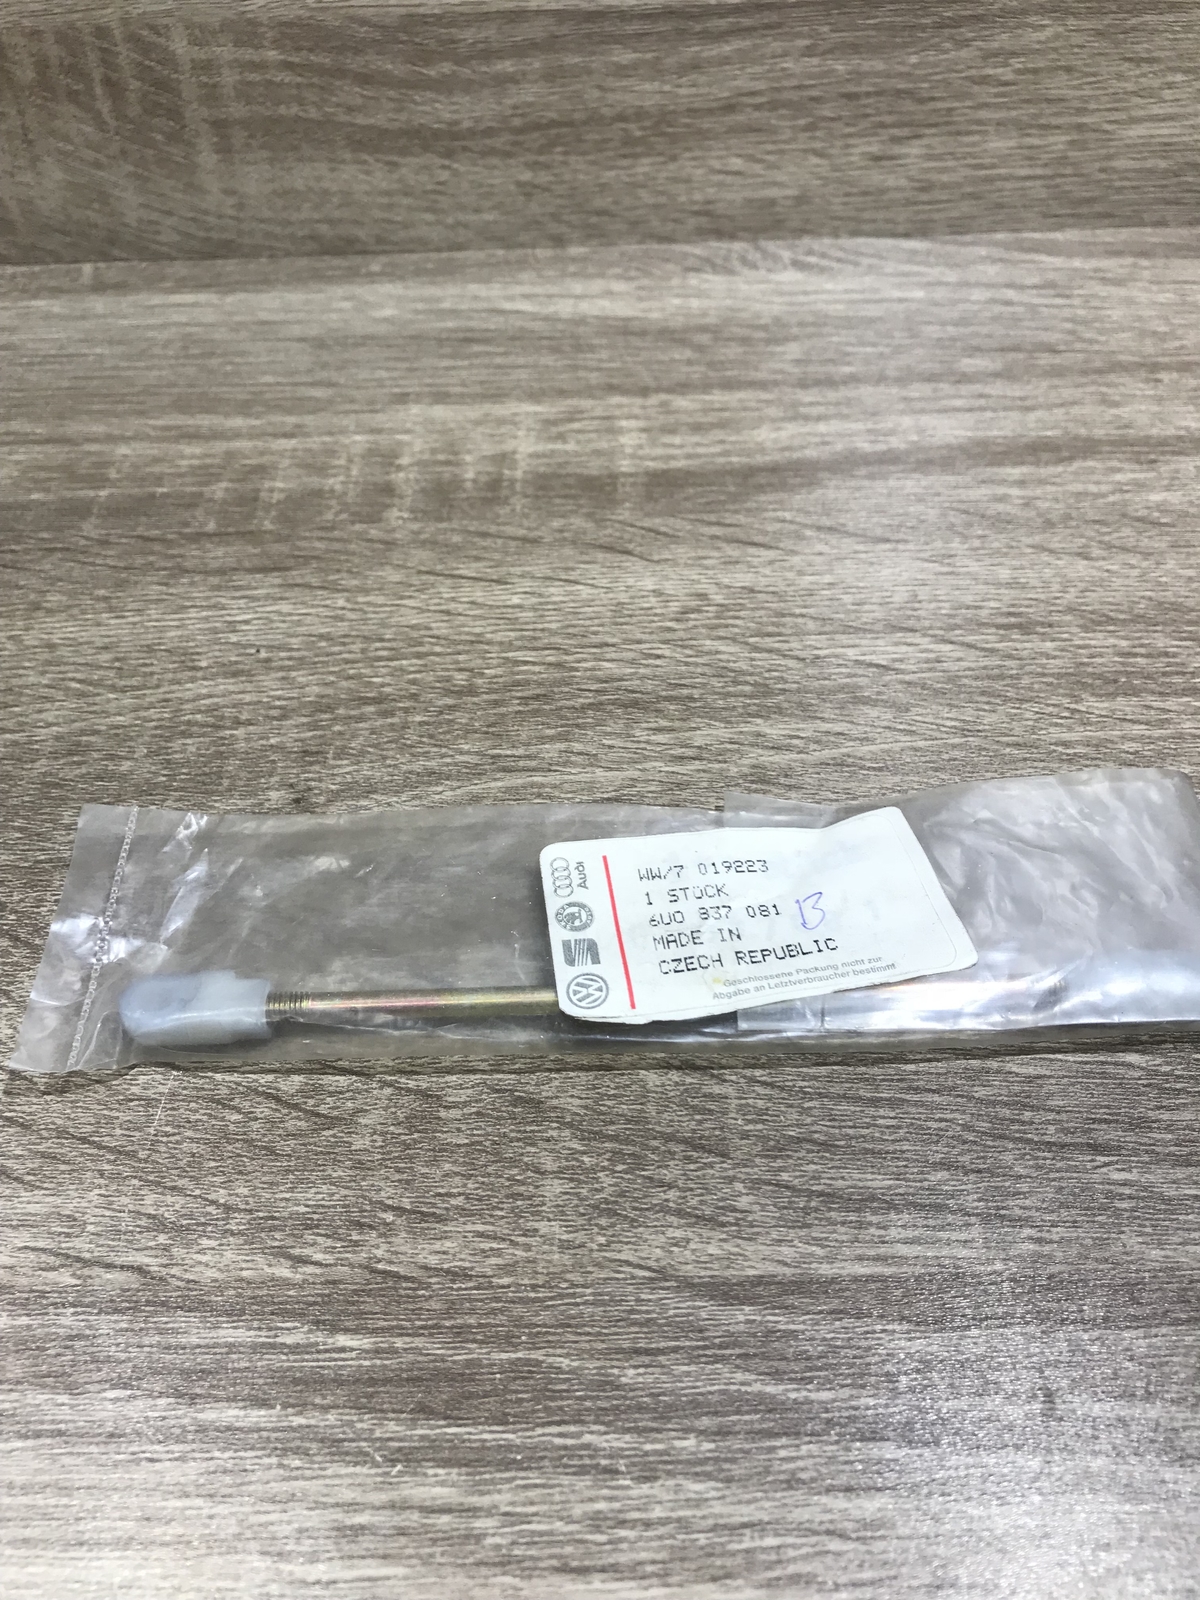 WW/7 019223
1 STÜCK
6U0 837 081 B
MADE IN
CZECH REPUBLIC
Geschlossene Packung nicht zur
Abgabe an Letztverbraucher bestimmt
Audi